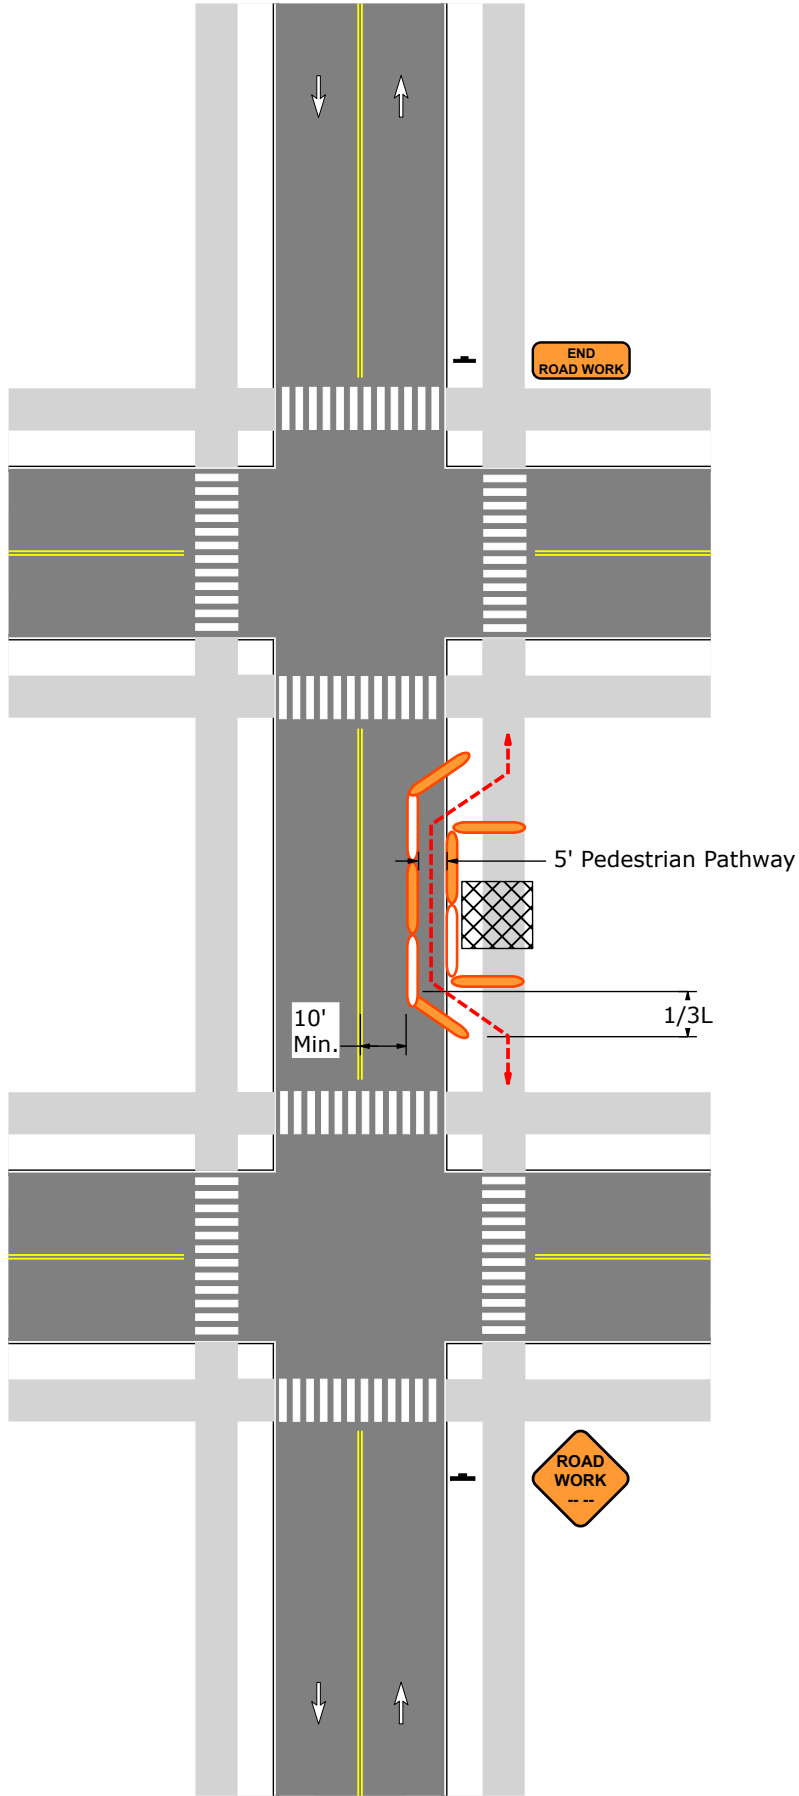 END
ROAD WORK
5' Pedestrian Pathway
10'
Min.
1/3L
ROAD
WORK
-- --